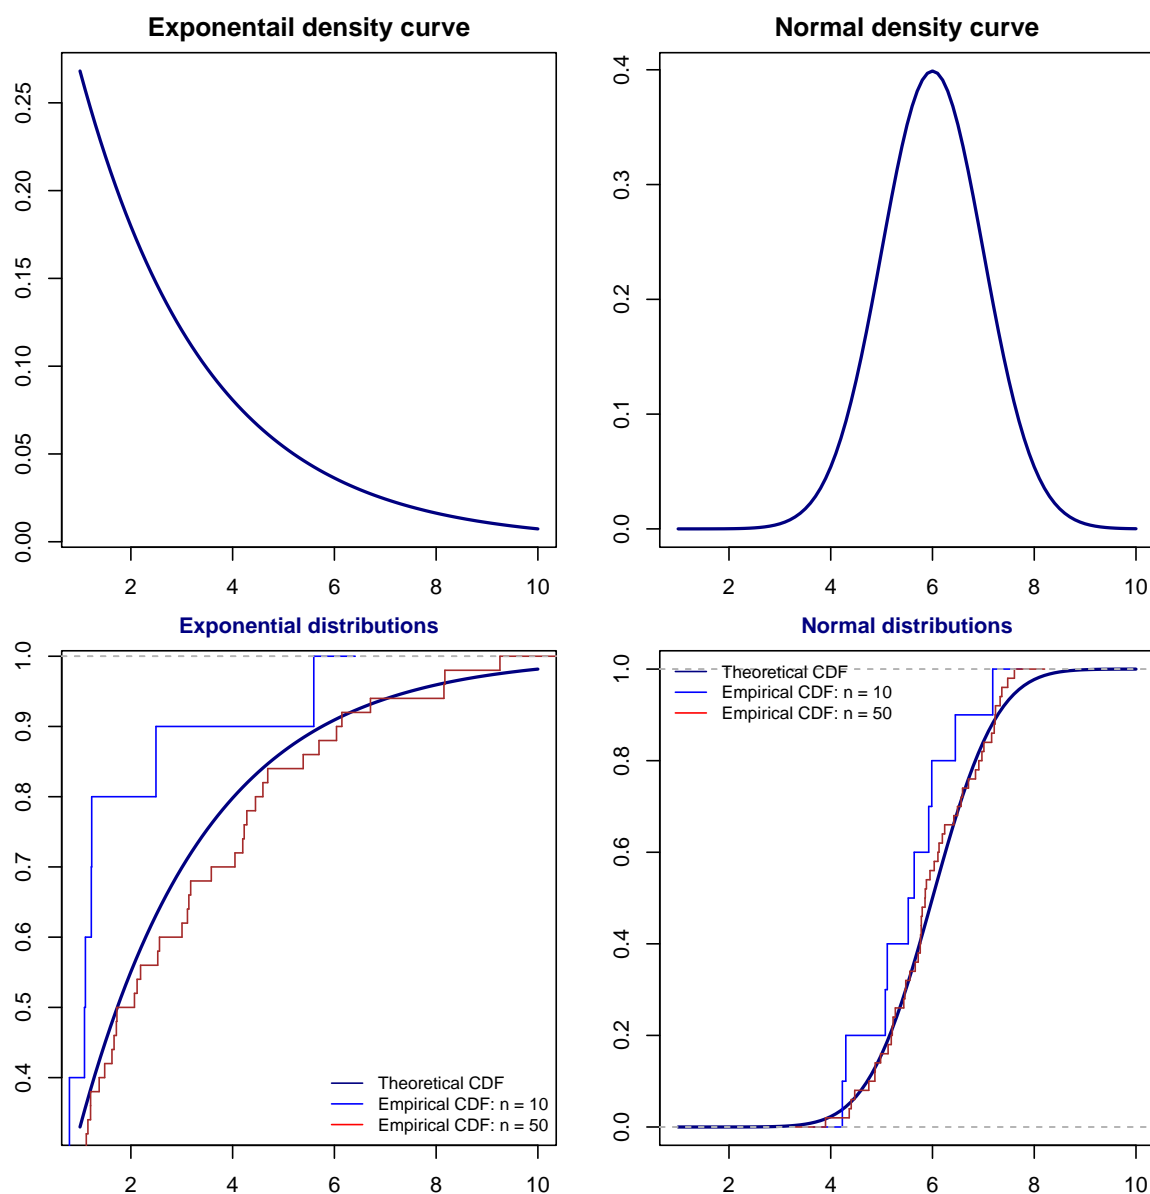 Exponentail density curve
0.00 0.05 0.10 0.15 0.20 0.25
2 4 6 8 10
Normal density curve
0.0 0.1 0.2 0.3 0.4
2 4 6 8 10
Exponential distributions
0.4 0.5 0.6 0.7 0.8 0.9 1.0
Theoretical CDF
Empirical CDF: n = 10
Empirical CDF: n = 50
2 4 6 8 10
Normal distributions
0.0 0.2 0.4 0.6 0.8 1.0
Theoretical CDF
Empirical CDF: n = 10
Empirical CDF: n = 50
2 4 6 8 10